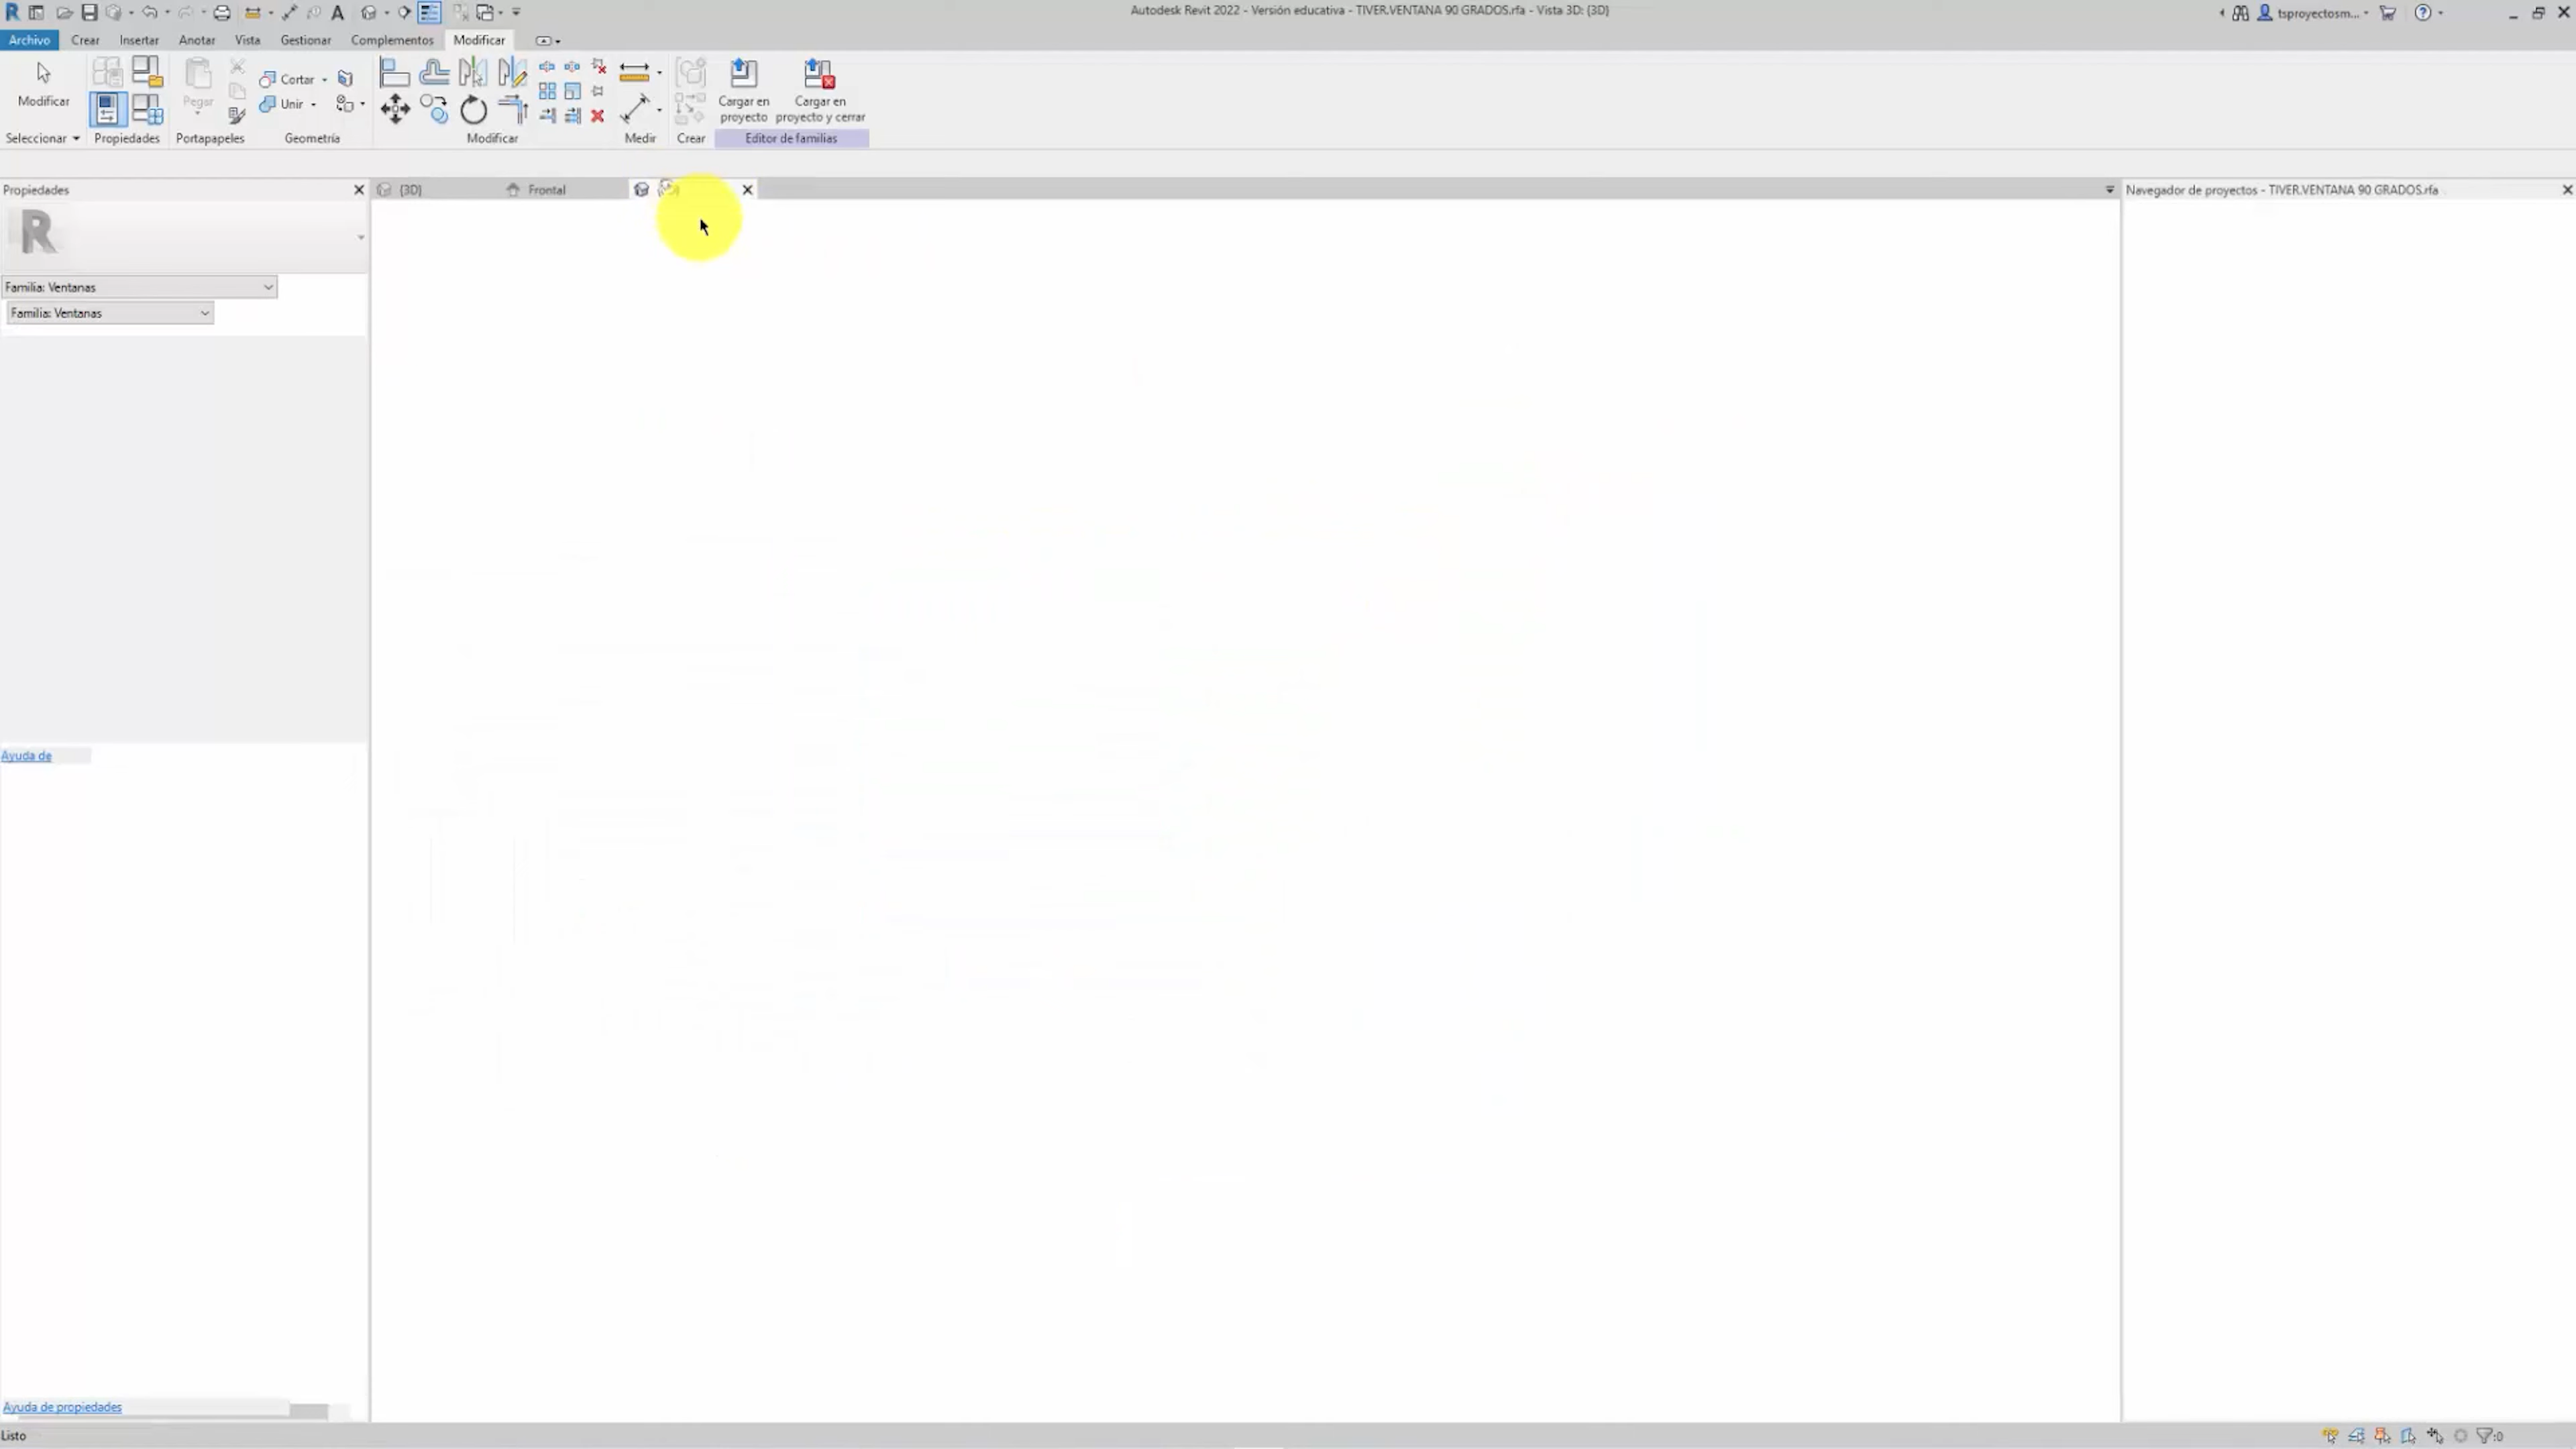 Autodesk Revit 2022 - Versión educativa - TIVER.VENTANA 90 GRADOS.rfa - Vista 3D: {3D}
tsproyectosm...
Archivo Crear Insertar Anotar Vista Gestionar Complementos Modificar
Modificar
Pegar
Cortar
Unir
Cargar en proyecto
Cargar en proyecto y cerrar
Seleccionar Propiedades Portapapeles Geometría Modificar Medir Crear Editor de familias
Propiedades
{3D}
Frontal
Navegador de proyectos - TIVER.VENTANA 90 GRADOS.rfa
Familia: Ventanas
Familia: Ventanas
Ayuda de
Ayuda de propiedades
Listo
:0